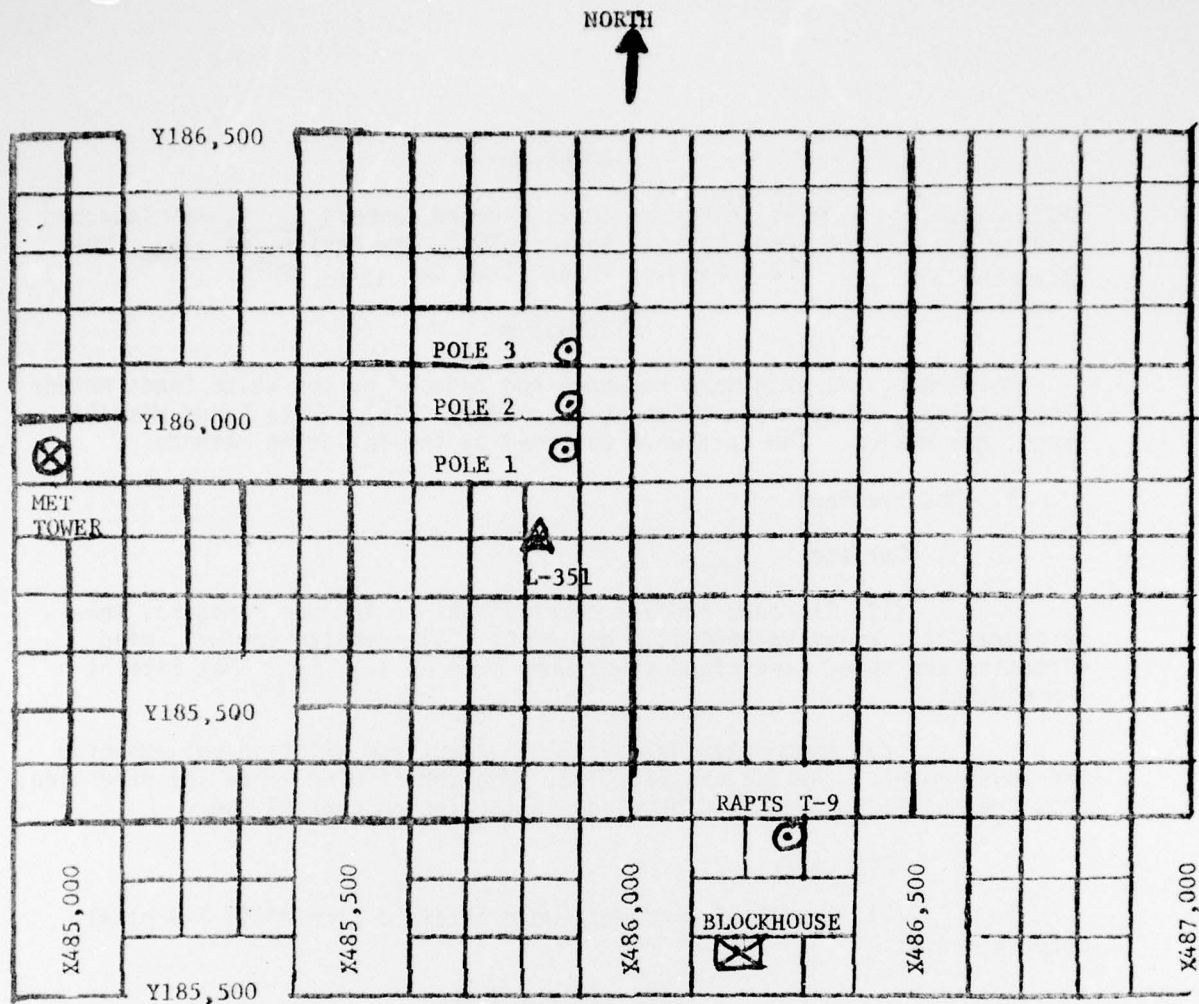 NORTH
Y186,500
POLE 3
POLE 2
Y186,000
POLE 1
MET
TOWER
L-351
Y185,500
RAPTS T-9
X485,000
X485,500
X486,000
X486,500
X487,000
BLOCKHOUSE
Y185,500